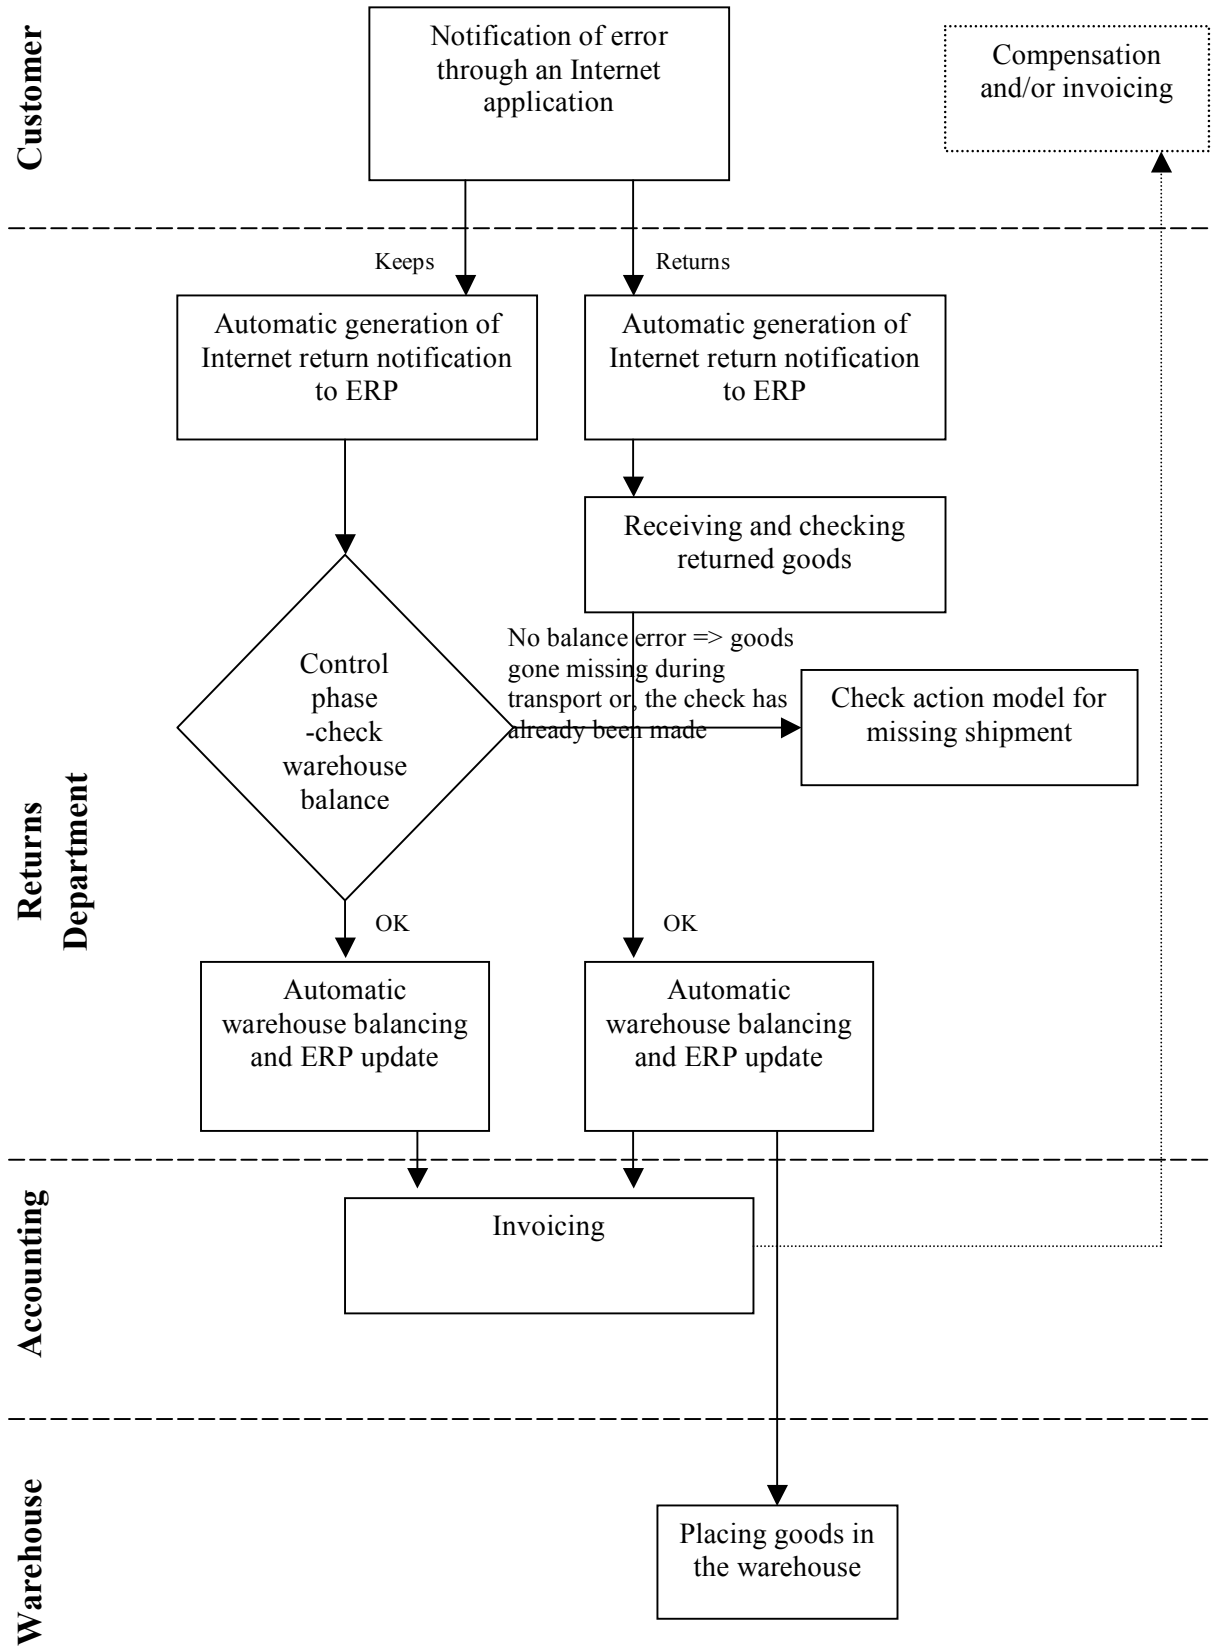 Customer
Notification of error
through an Internet
application
Compensation
and/or invoicing
Keeps
Returns
Returns
Department
Automatic generation of
Internet return notification
to ERP
Automatic generation of
Internet return notification
to ERP
Receiving and checking
returned goods
Control
phase
-check
warehouse
balance
No balance error => goods
gone missing during
transport or, the check has
already been made
Check action model for
missing shipment
OK
OK
Automatic
warehouse balancing
and ERP update
Automatic
warehouse balancing
and ERP update
Accounting
Invoicing
Warehouse
Placing goods in
the warehouse